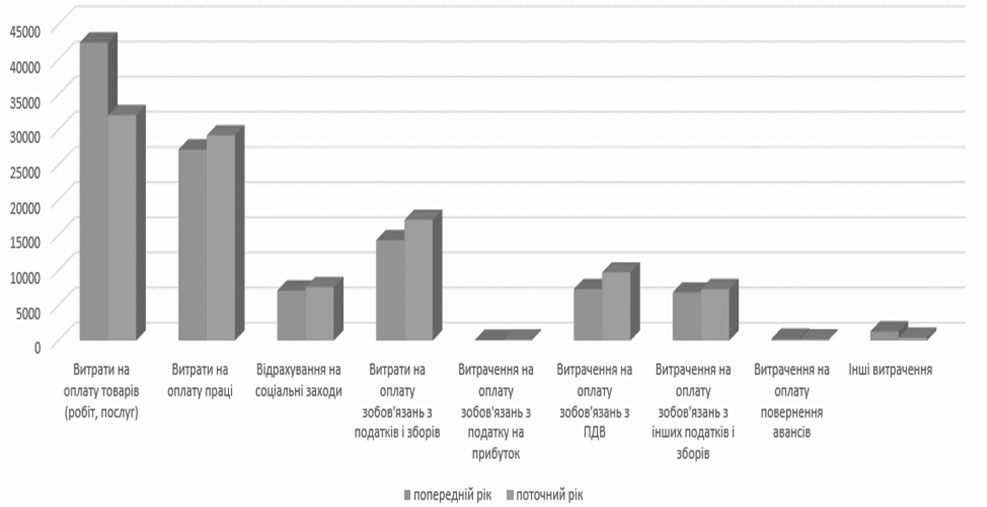 45000
40000
35000
30000
25000
20000
15000
10000
5000
0
Витрати на
оплату товарів
(робіт, послуг)
Витрати на
оплату праці
Відрахування на
соціальні заходи
Витрати на
оплату
зобов'язань з
податків і зборів
Витрачення на
оплату
зобов'язань з
податку на
прибуток
Витрачення на
оплату
зобов'язань з
ПДВ
Витрачення на
оплату
зобов'язань з
інших податків і
зборів
Витрачення на
оплату
повернення
авансів
Інші витрачення
попередній рік
поточний рік